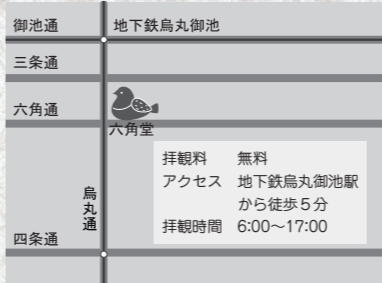 御池通
地下鉄烏丸御池
三条通
六角通
六角堂
拝観料 無料
アクセス 地下鉄烏丸御池駅
から徒歩5分
拝観時間 6:00〜17:00
烏丸通
四条通